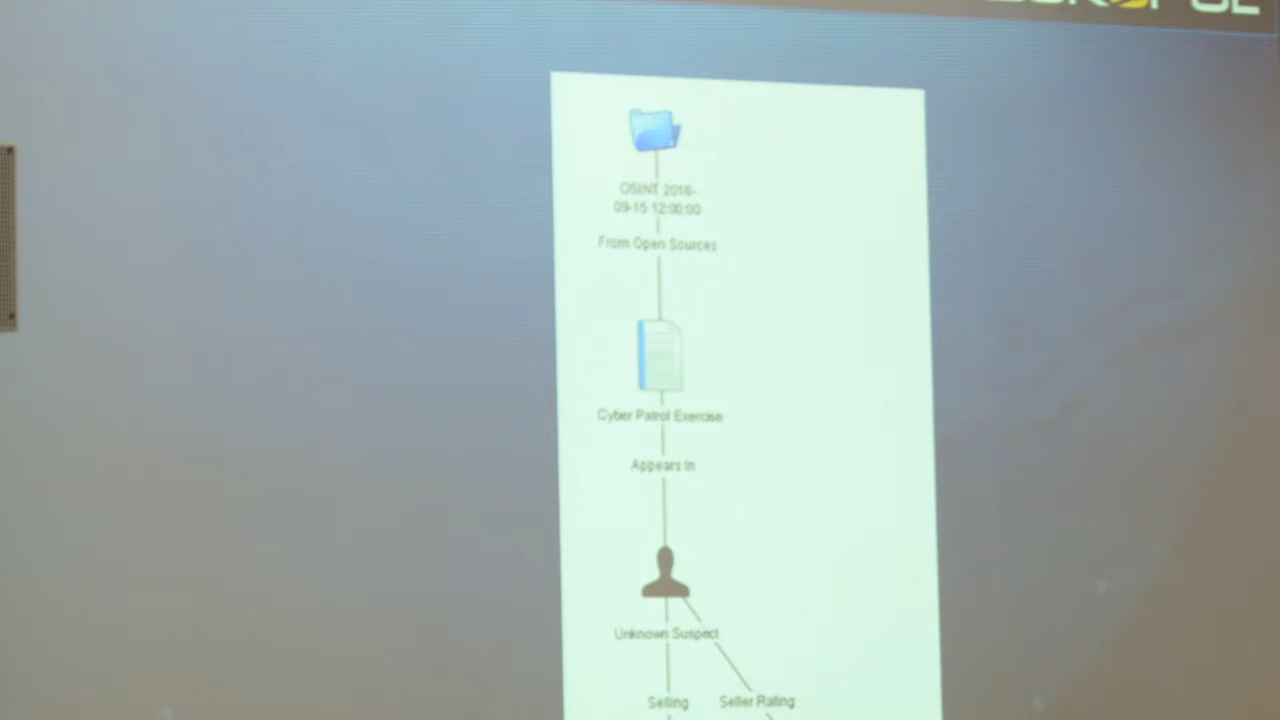 OSINT 2016-
09-15 12:00:00
From Open Sources
Cyber Patrol Exercise
Appears In
Unknown Suspect
Selling
Seller Rating